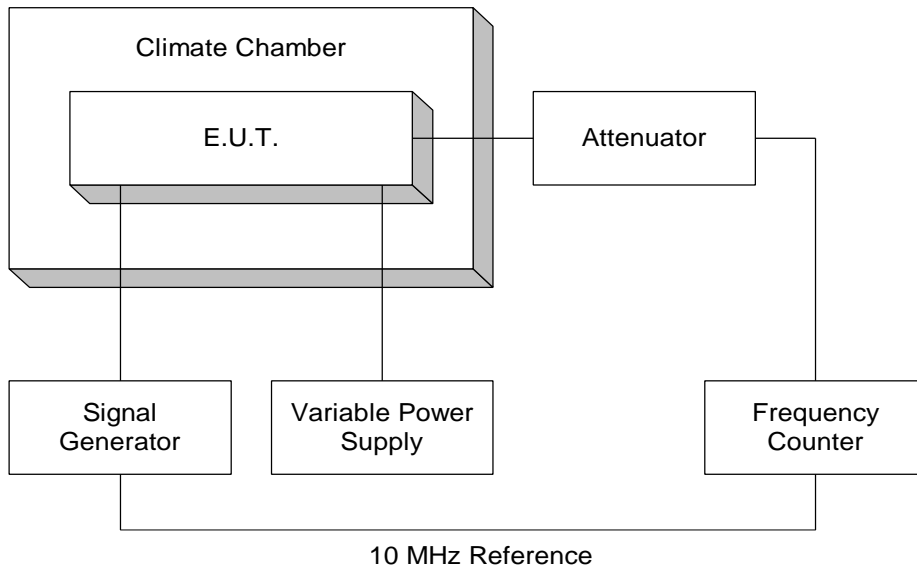 Climate Chamber
E.U.T.
Attenuator
Signal
Generator
Variable Power
Supply
Frequency
Counter
10 MHz Reference